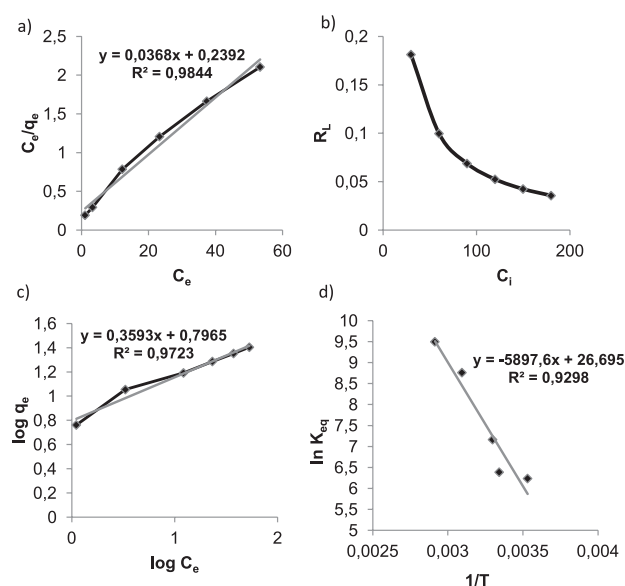 a)
y = 0,0368x + 0,2392
R² = 0,9844
Ce/qe
2,5
2
1,5
1
0,5
0
0
20
40
60
Ce
b)
RL
0,2
0,15
0,1
0,05
0
0
100
200
Ci
c)
y = 0,3593x + 0,7965
R² = 0,9723
log qe
1,6
1,4
1,2
1
0,8
0,6
0,4
0,2
0
0
1
2
log Ce
d)
y = -5897,6x + 26,695
R² = 0,9298
ln Keq
9,5
9
8,5
8
7,5
7
6,5
6
5,5
5
0,0025
0,003
0,0035
0,004
1/T